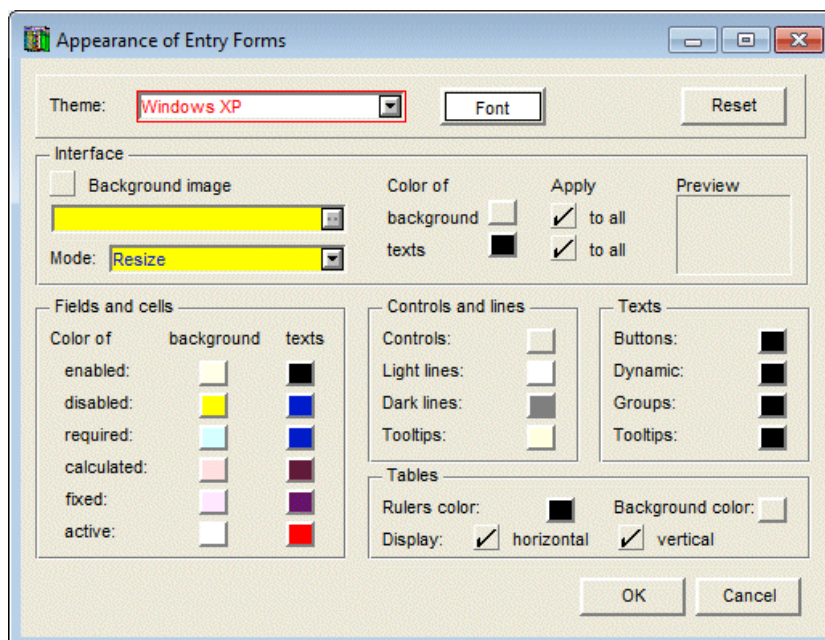 Appearance of Entry Forms
Theme: Windows XP Font Reset
Interface
Background image Color of Apply Preview
background to all
Mode: Resize texts to all
Fields and cells Controls and lines Texts
Color of background texts Controls: Buttons:
enabled: Light lines: Dynamic:
disabled: Dark lines: Groups:
required: Tooltips: Tooltips:
calculated: Tables
fixed: Rulers color: Background color:
active: Display: horizontal vertical
OK Cancel